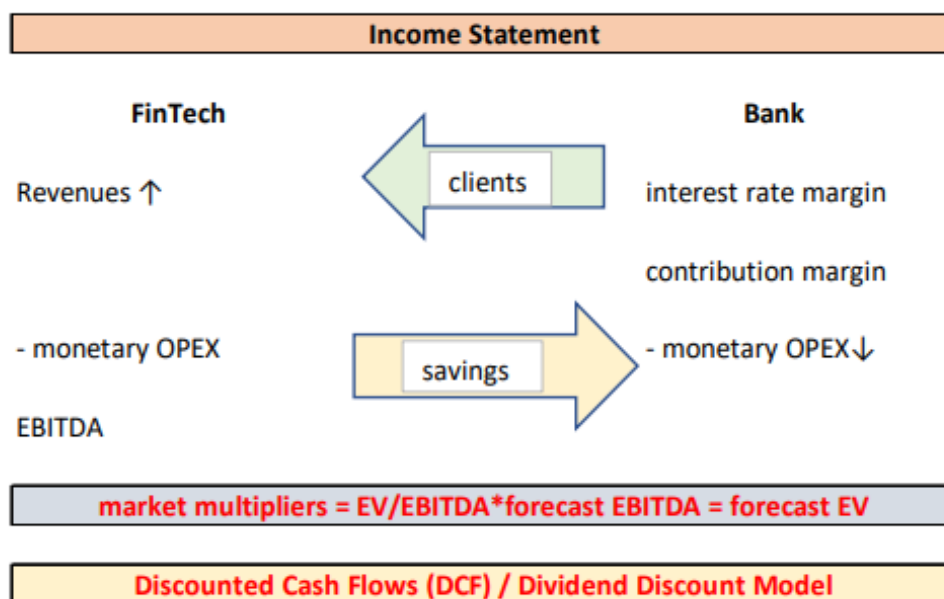 Income Statement
FinTech Bank
Revenues ↑ clients interest rate margin
contribution margin
- monetary OPEX savings - monetary OPEX↓
EBITDA
market multipliers = EV/EBITDA*forecast EBITDA = forecast EV
Discounted Cash Flows (DCF) / Dividend Discount Model